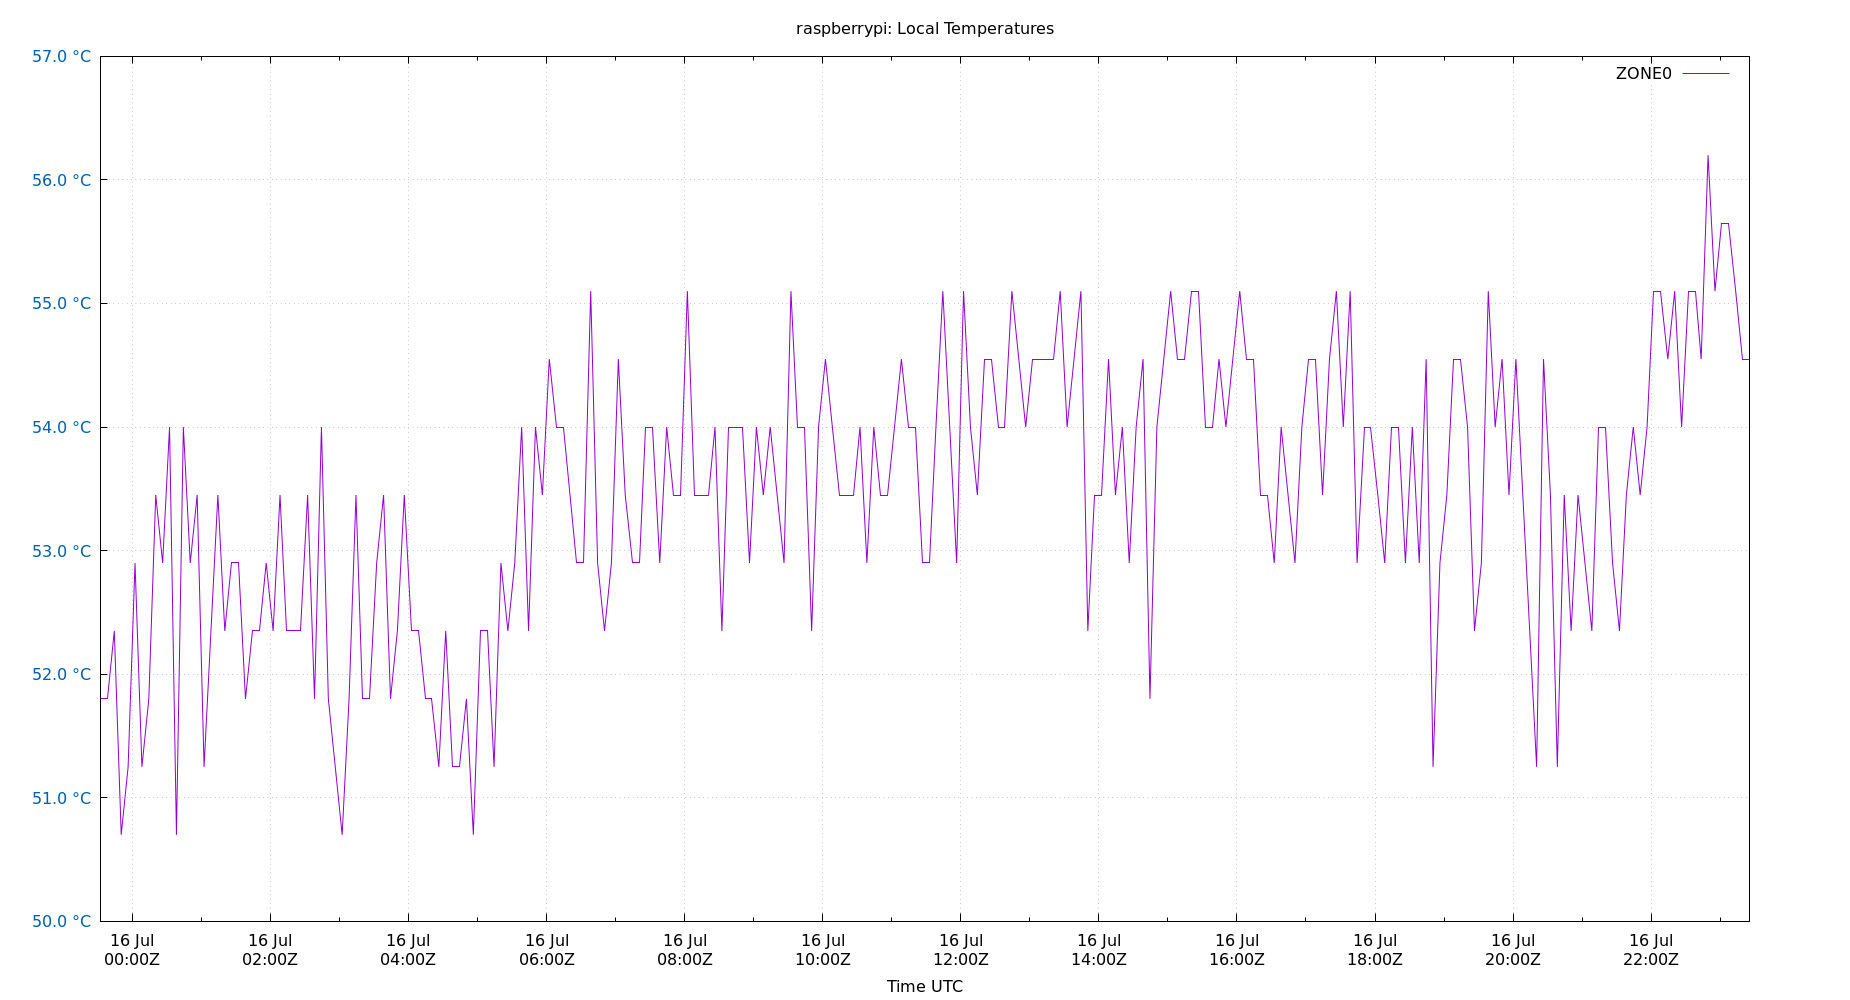 raspberrypi: Local Temperatures
57.0 °C
ZONE0
56.0 °C
55.0 °C
54.0 °C
53.0 °C
52.0 °C
51.0 °C
50.0 °C
16 Jul 16 Jul 16 Jul 16 Jul 16 Jul 16 Jul 16 Jul 16 Jul 16 Jul 16 Jul 16 Jul 16 Jul
00:00Z 02:00Z 04:00Z 06:00Z 08:00Z 10:00Z 12:00Z 14:00Z 16:00Z 18:00Z 20:00Z 22:00Z
Time UTC